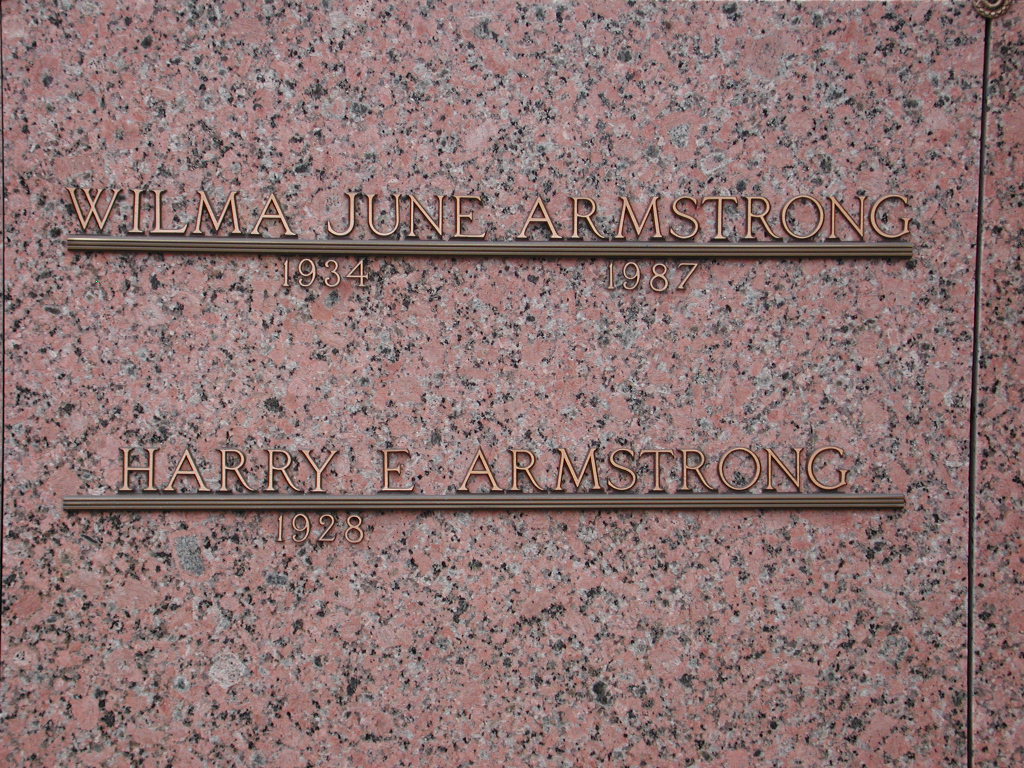 WILMA JUNE ARMSTRONG
1934 1987
HARRY E ARMSTRONG
1928